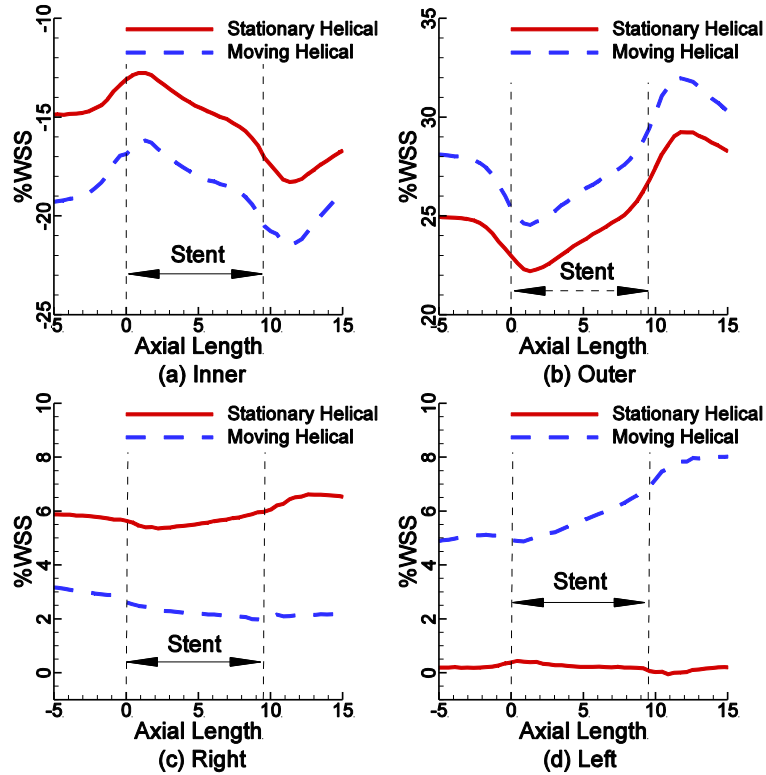 -10
-15
-20
-25
%WSS
Stationary Helical
Moving Helical
Stent
-5 0 5 10 15
Axial Length
(a) Inner
35
30
25
20
%WSS
Stationary Helical
Moving Helical
Stent
-5 0 5 10 15
Axial Length
(b) Outer
10
8
6
4
2
0
%WSS
Stationary Helical
Moving Helical
Stent
-5 0 5 10 15
Axial Length
(c) Right
10
8
6
4
2
0
%WSS
Stationary Helical
Moving Helical
Stent
-5 0 5 10 15
Axial Length
(d) Left